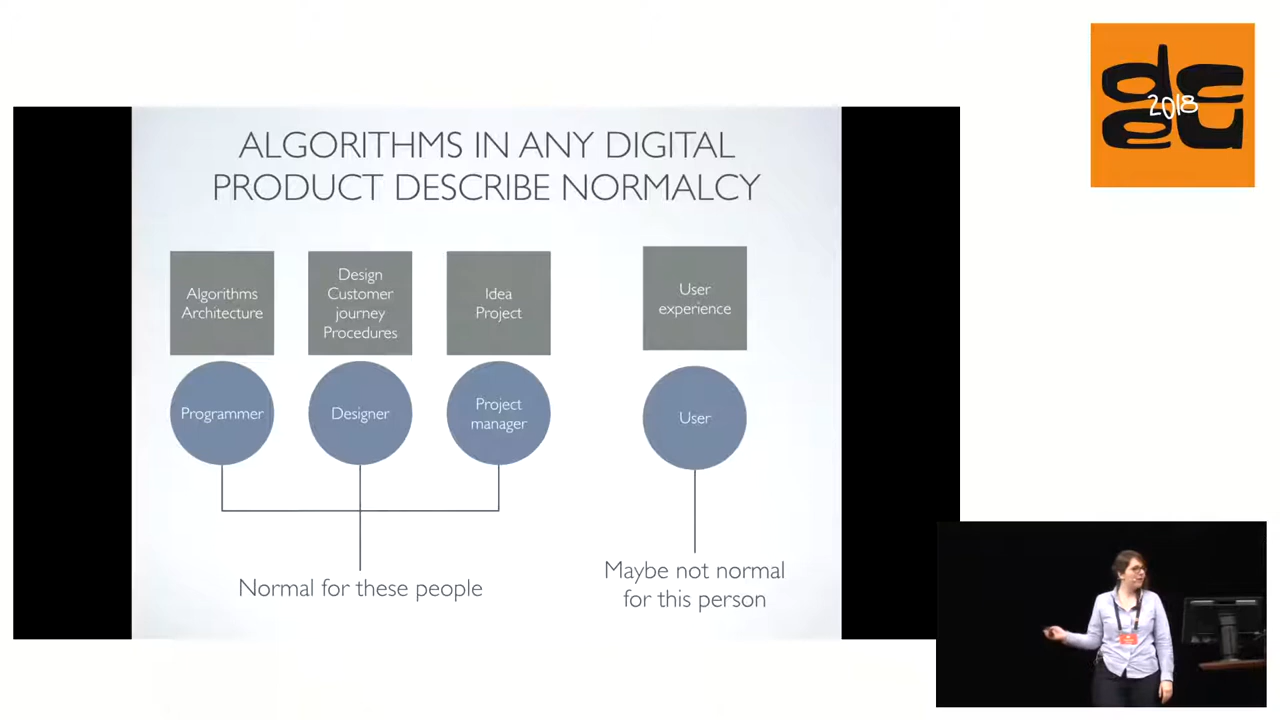 ALGORITHMS IN ANY DIGITAL
PRODUCT DESCRIBE NORMALCY
Algorithms
Architecture
Design
Customer
journey
Procedures
Idea
Project
User
experience
Programmer
Designer
Project
manager
User
Normal for these people
Maybe not normal
for this person
2018